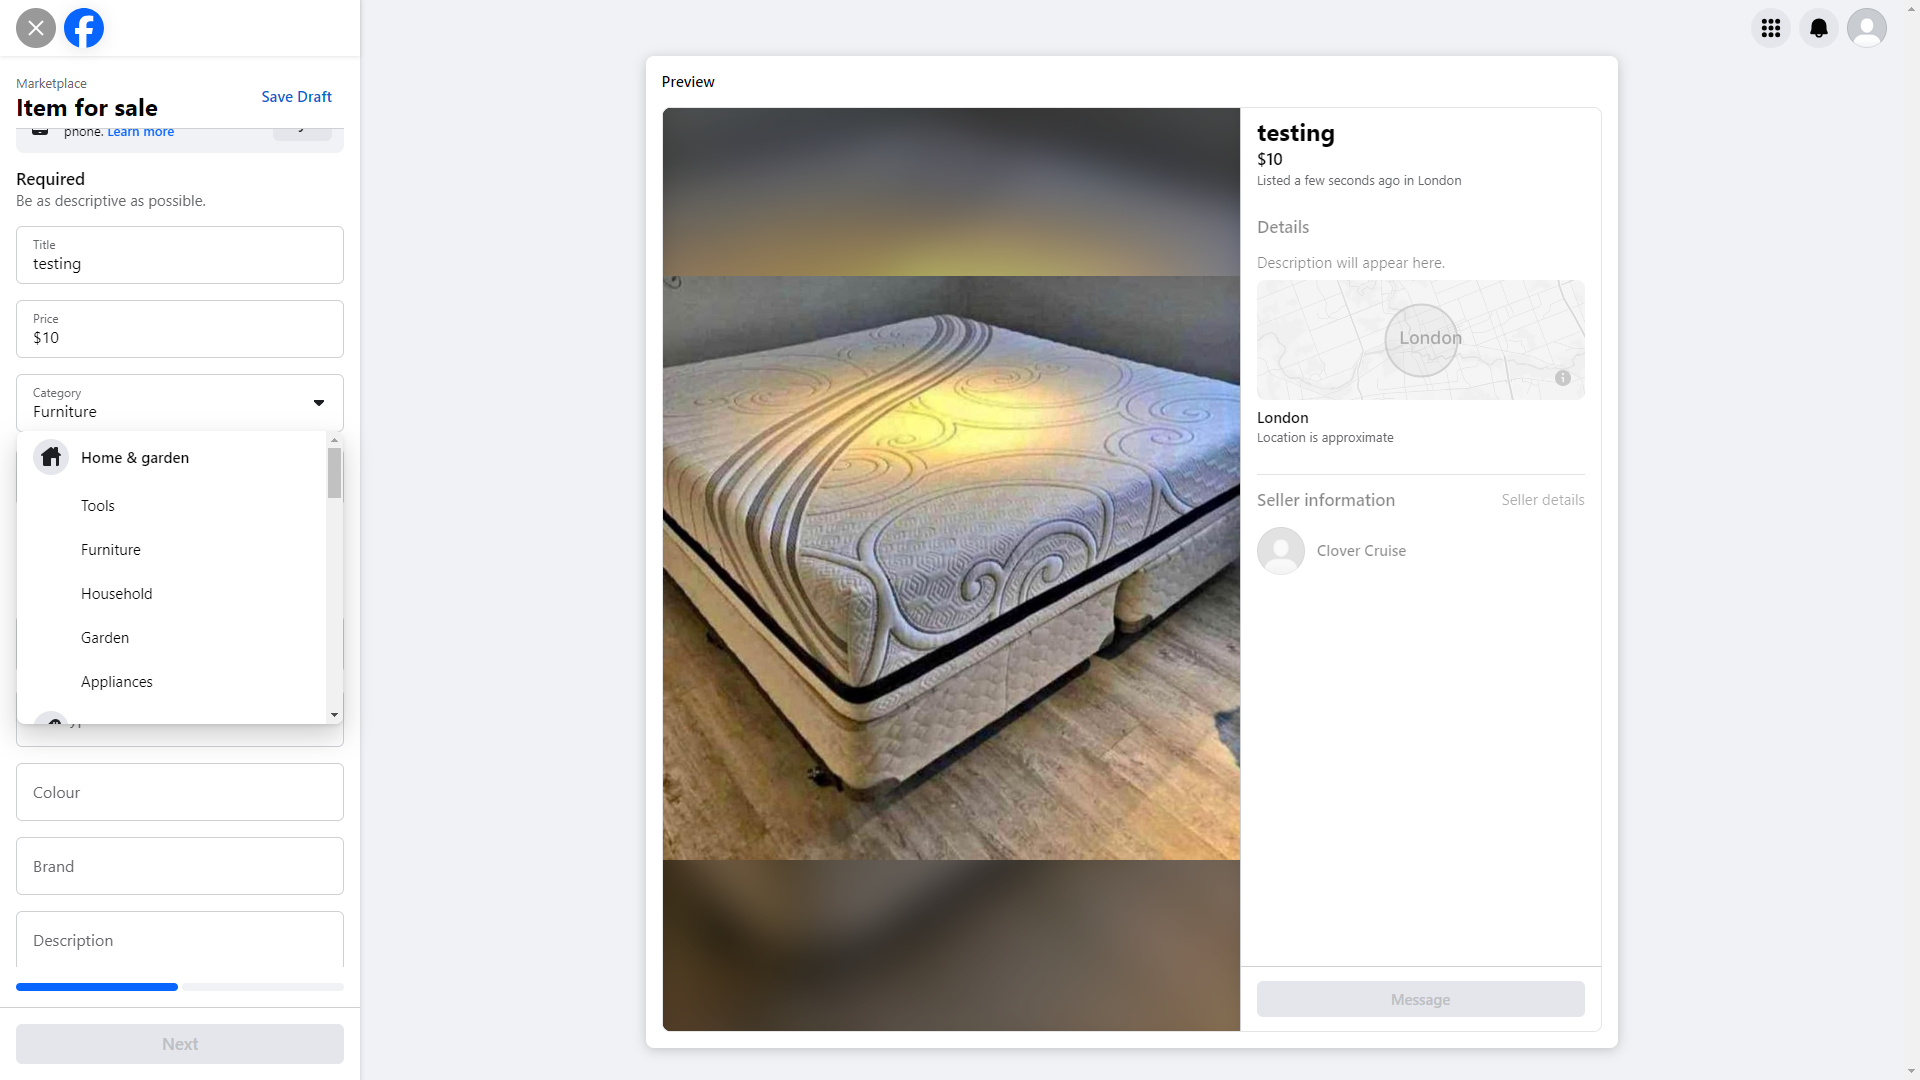 Marketplace
Item for sale
Save Draft
phone. Learn more
Required
Be as descriptive as possible.
Title
testing
Price
$10
Category
Furniture
Home & garden
Tools
Furniture
Household
Garden
Appliances
Colour
Brand
Description
Next
Preview
testing
$10
Listed a few seconds ago in London
Details
Description will appear here.
London
London
Location is approximate
Seller information
Seller details
Clover Cruise
Message